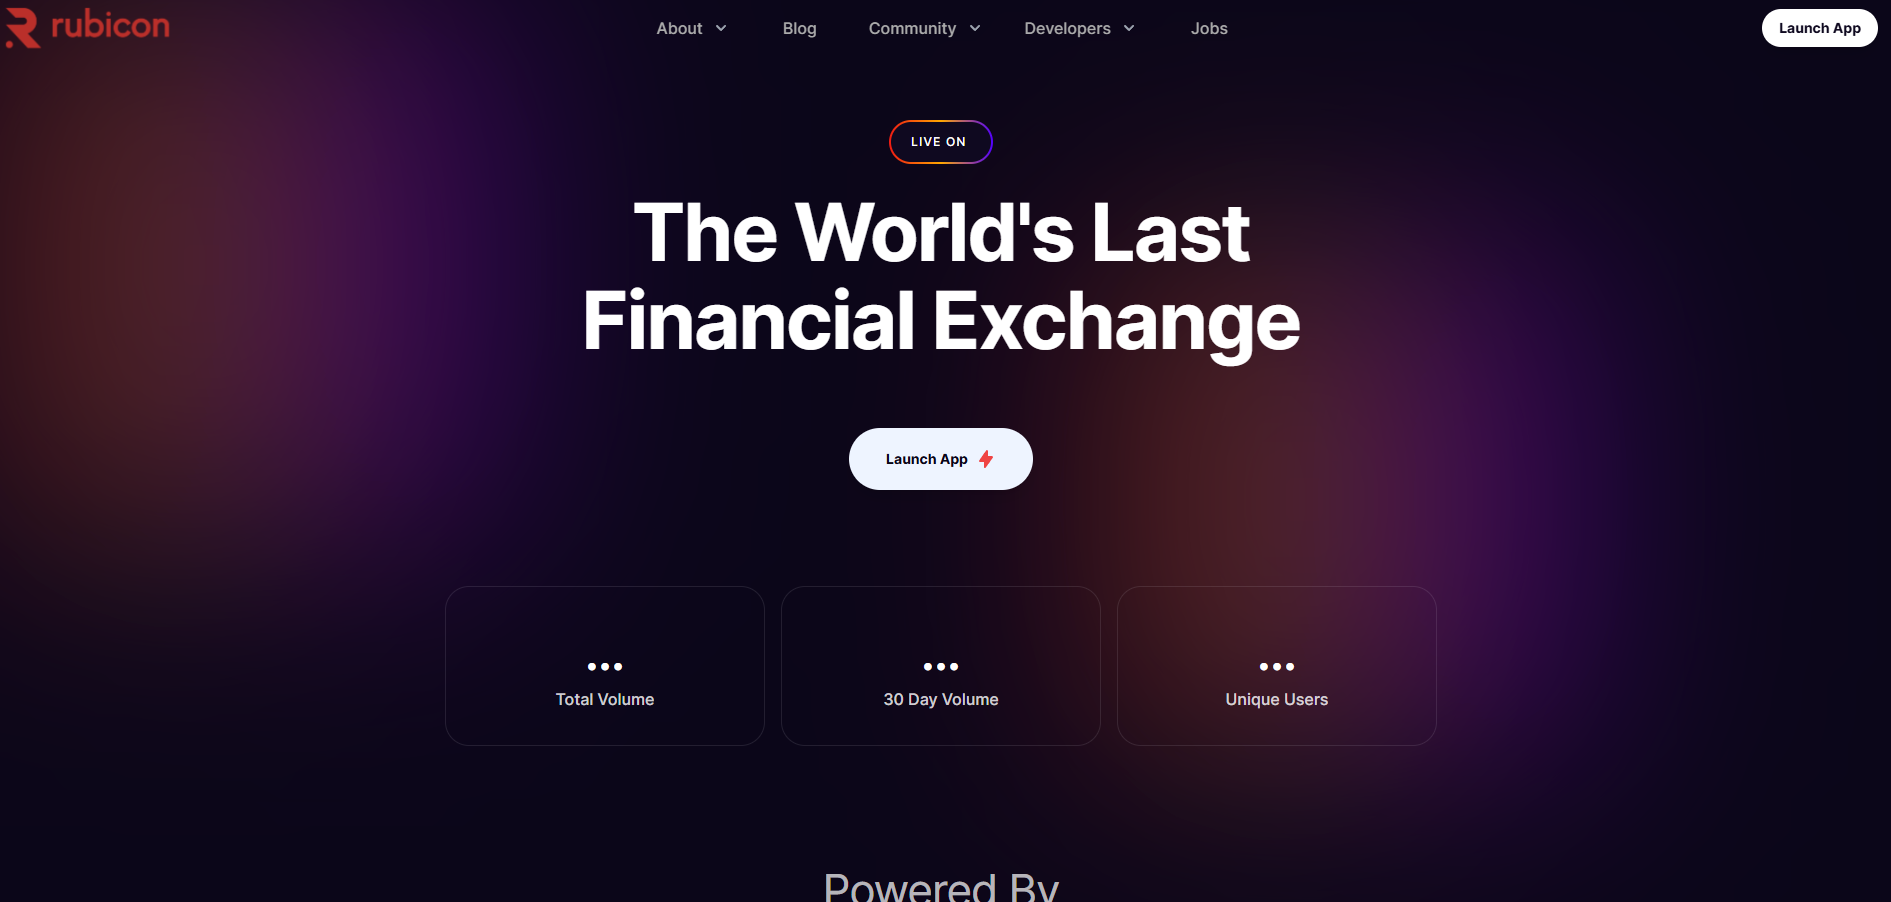 rubicon
About
Blog
Community
Developers
Jobs
Launch App
LIVE ON
The World's Last
Financial Exchange
Launch App
•••
Total Volume
•••
30 Day Volume
•••
Unique Users
Powered By